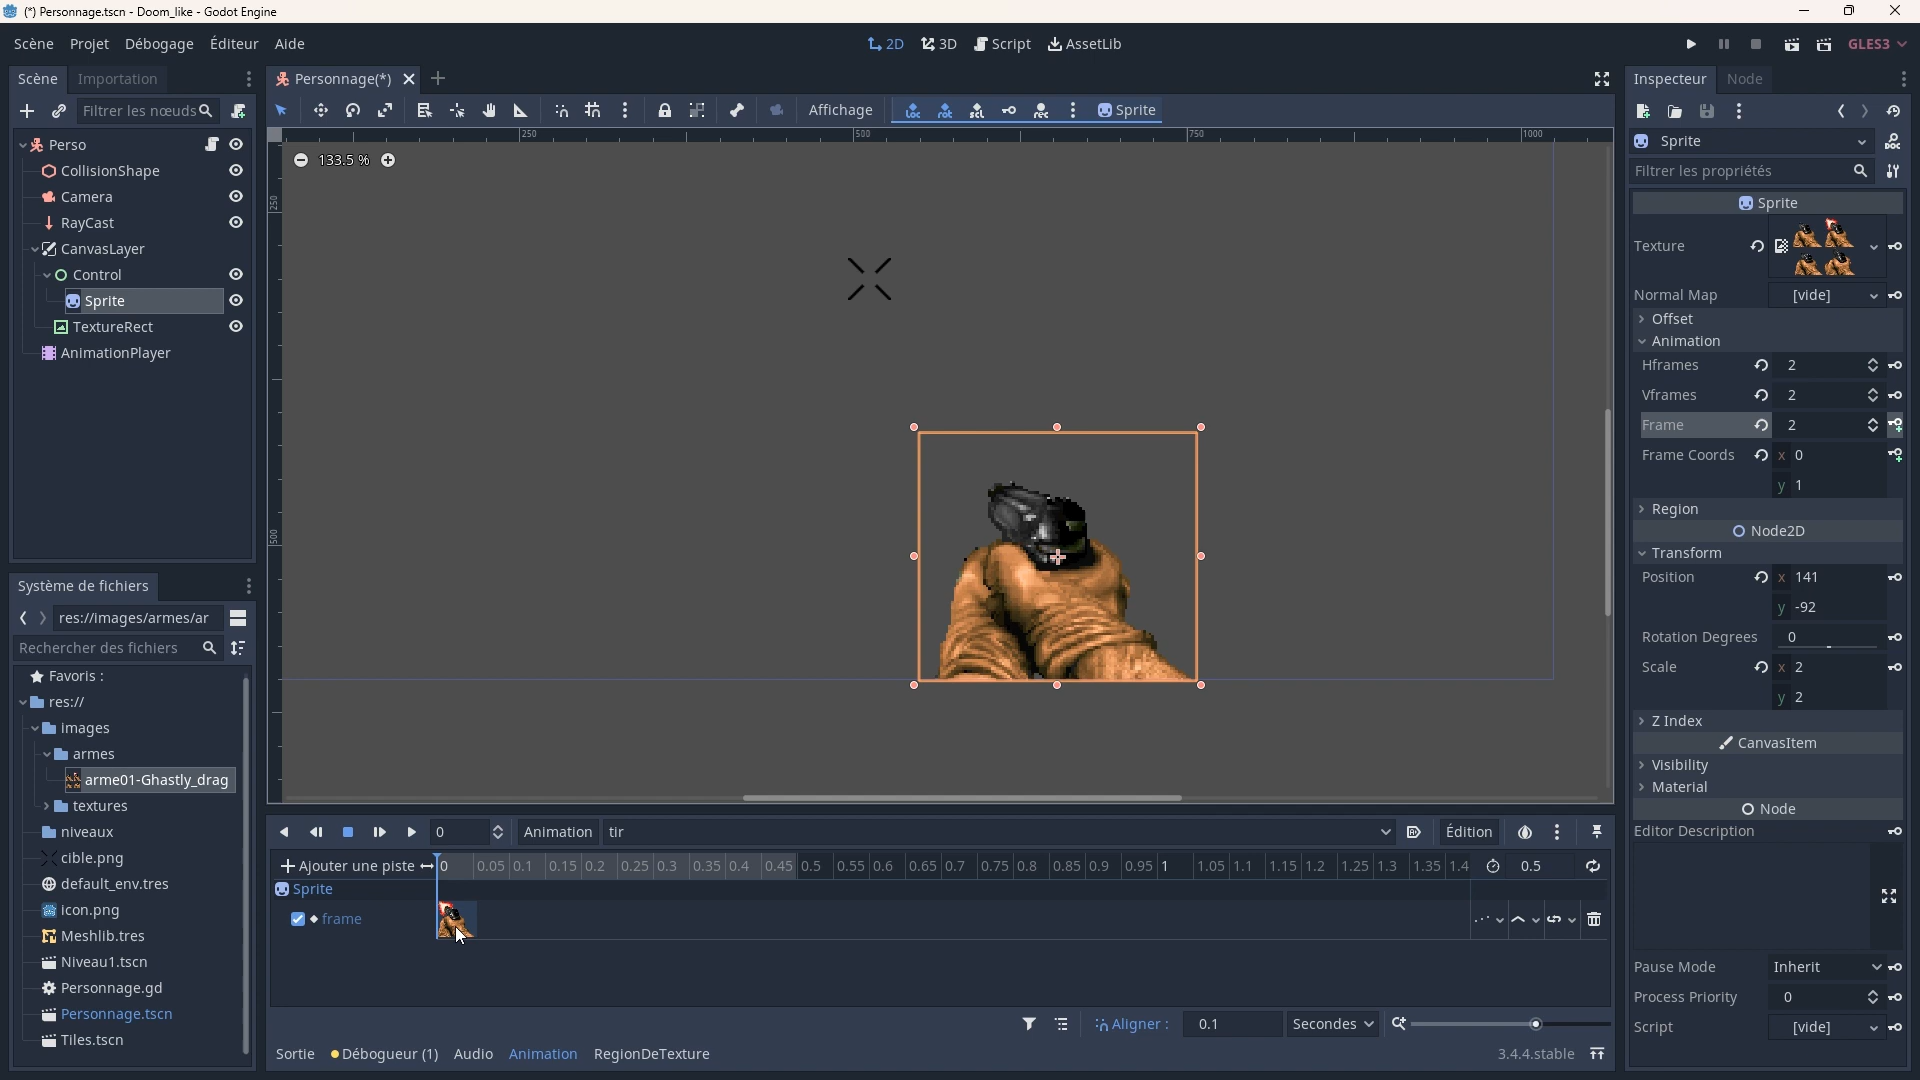 (*) Personnage.tscn - Doom_like - Godot Engine
Scène Projet Débogage Éditeur Aide
2D 3D Script AssetLib
GLES3
Scène Importation
Filtrer les nœuds
Perso
CollisionShape
Camera
RayCast
CanvasLayer
Control
Sprite
TextureRect
AnimationPlayer
Système de fichiers
res://images/armes/ar
Rechercher des fichiers
Favoris :
res://
images
armes
arme01-Ghastly_drag
textures
niveaux
cible.png
default_env.tres
icon.png
Meshlib.tres
Niveau1.tscn
Personnage.gd
Personnage.tscn
Tiles.tscn
Personnage(*)
Affichage
Sprite
250 500 750 1000
133.5 %
250
500
0 Animation tir Édition
Ajouter une piste 0 0.05 0.1 0.15 0.2 0.25 0.3 0.35 0.4 0.45 0.5 0.55 0.6 0.65 0.7 0.75 0.8 0.85 0.9 0.95 1 1.05 1.1 1.15 1.2 1.25 1.3 1.35 1.4 0.5
Sprite
frame
Aligner : 0.1 Secondes
Sortie Débogueur (1) Audio Animation RegionDeTexture 3.4.4.stable
Inspecteur Node
Sprite
Filtrer les propriétés
Sprite
Texture
Normal Map [vide]
Offset
Animation
Hframes 2
Vframes 2
Frame 2
Frame Coords x 0
y 1
Region
Node2D
Transform
Position x 141
y -92
Rotation Degrees 0
Scale x 2
y 2
Z Index
CanvasItem
Visibility
Material
Node
Editor Description
Pause Mode Inherit
Process Priority 0
Script [vide]